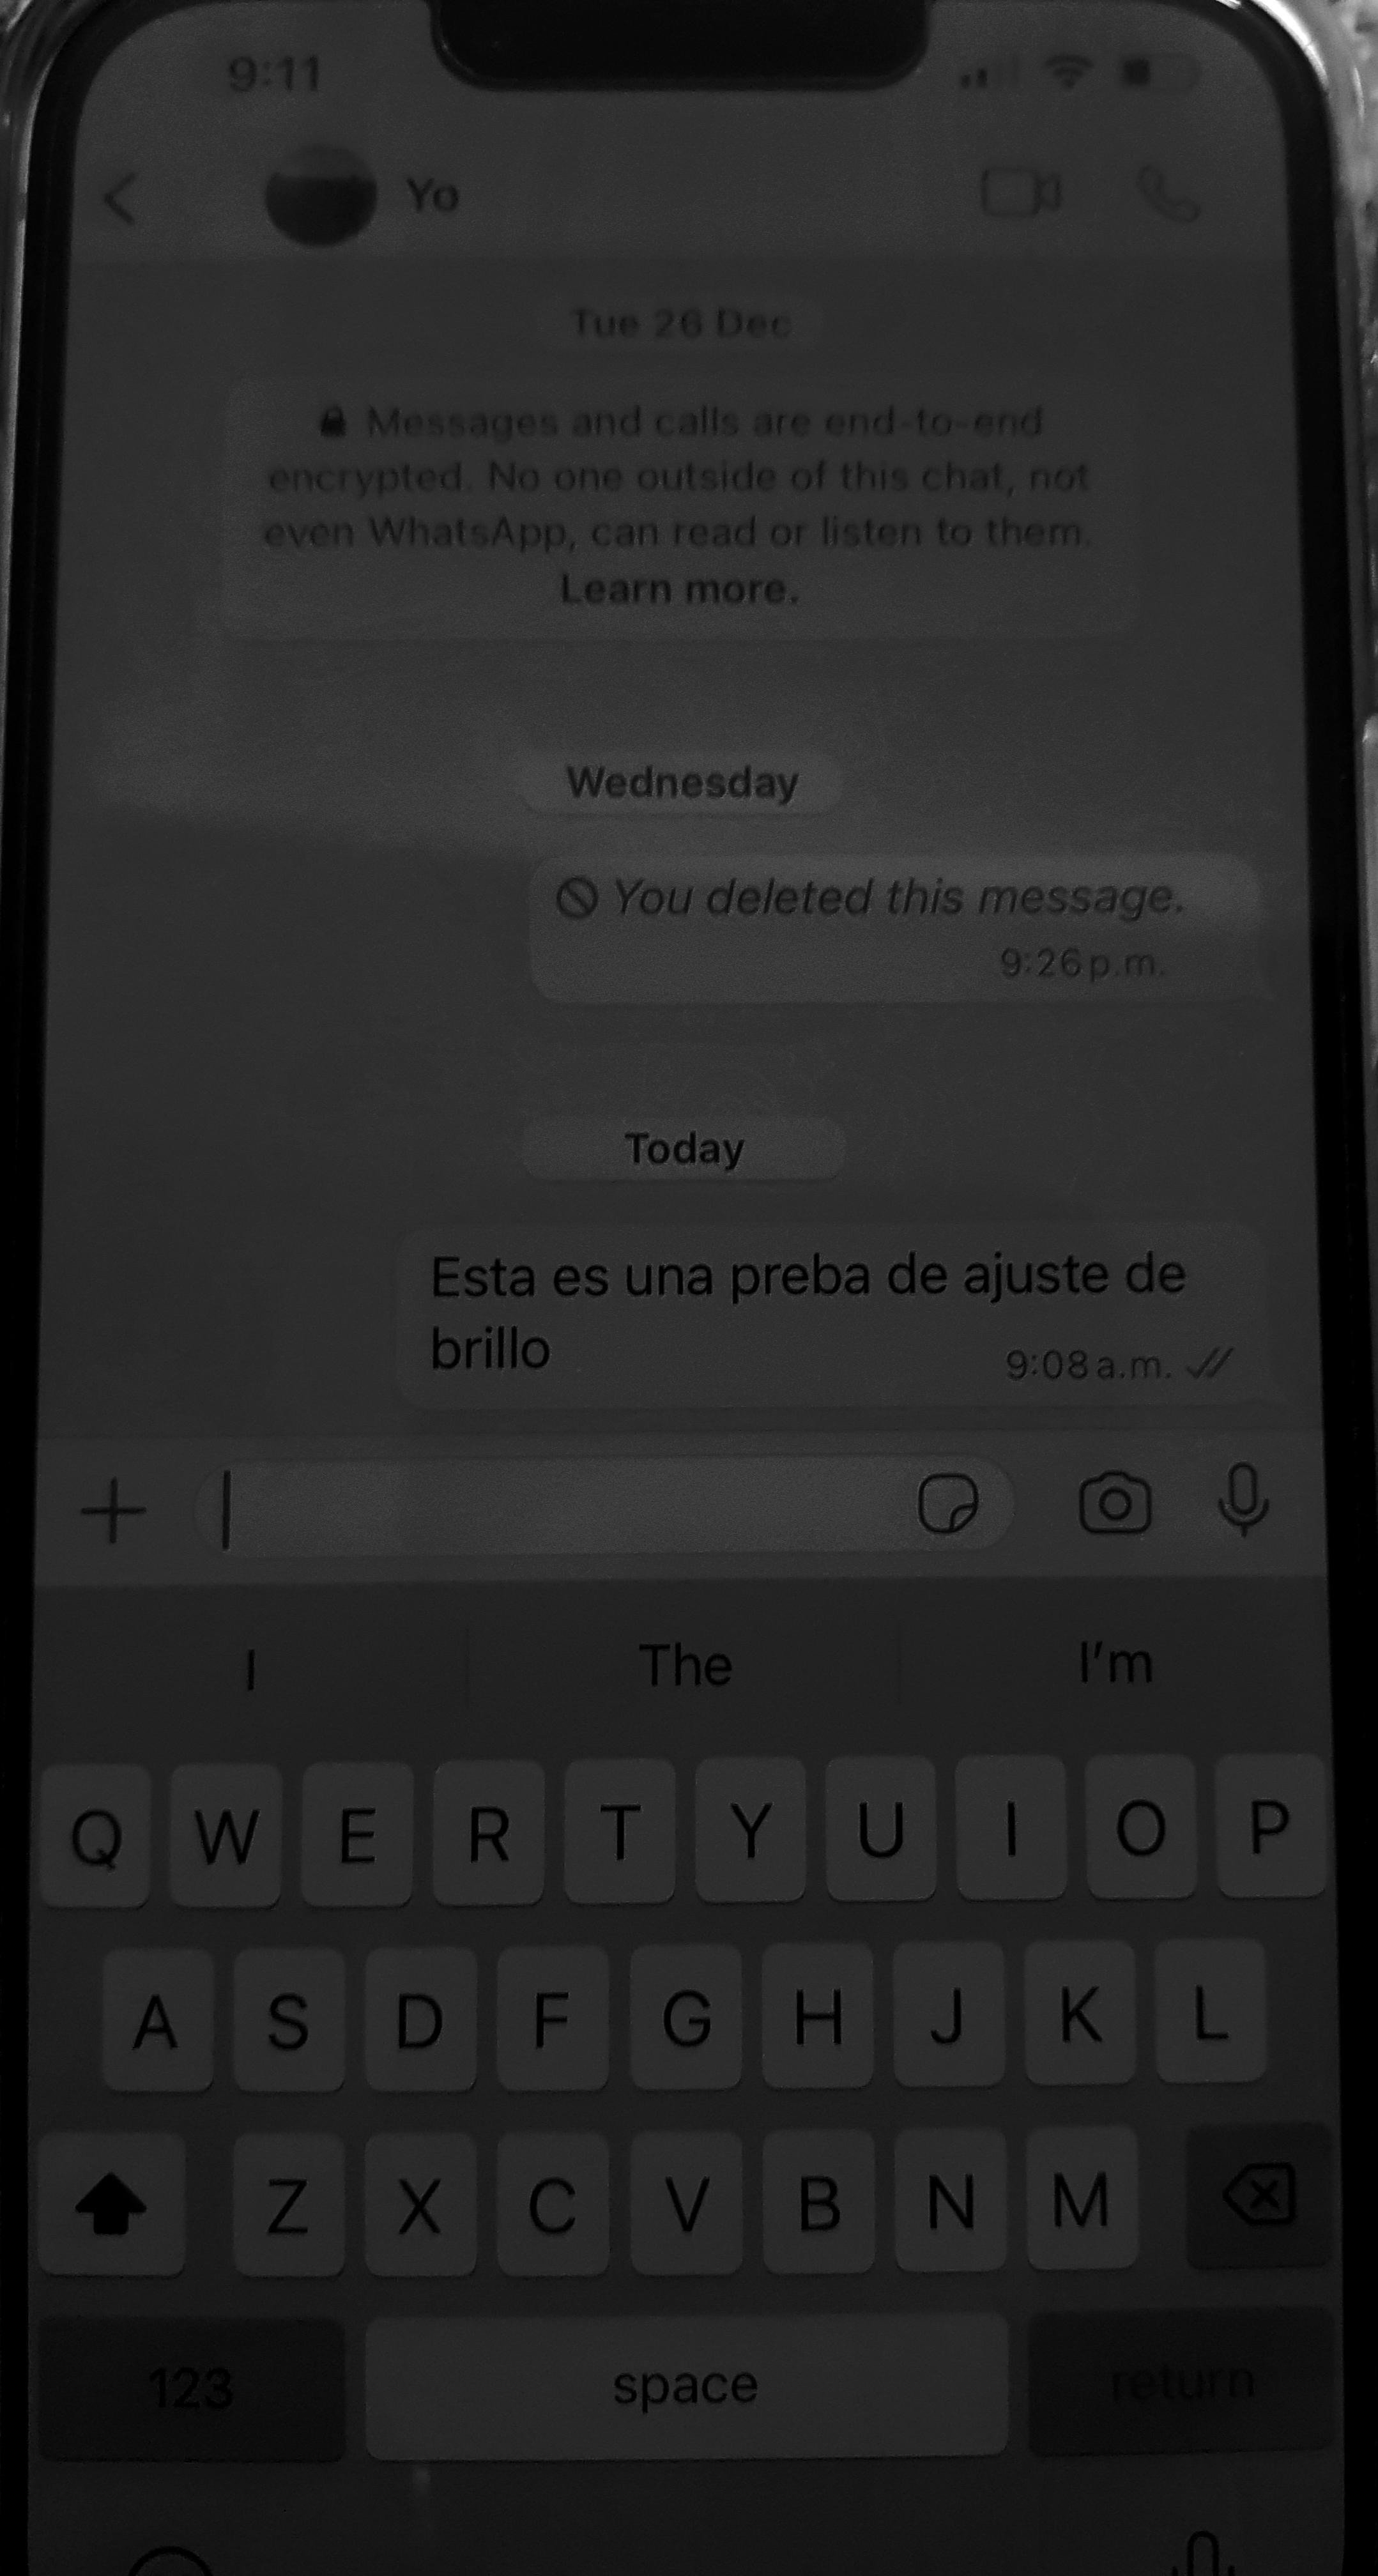 9:11
Yo
Tue 26 Dec
Messages and calls are end-to-end
encrypted. No one outside of this chat, not
even WhatsApp, can read or listen to them.
Learn more.
Wednesday
You deleted this message.
9:26 p.m.
Today
Esta es una preba de ajuste de
brillo
9:08 a.m.
I The I'm
Q W E R T Y U I O P
A S D F G H J K L
Z X C V B N M
123 space return